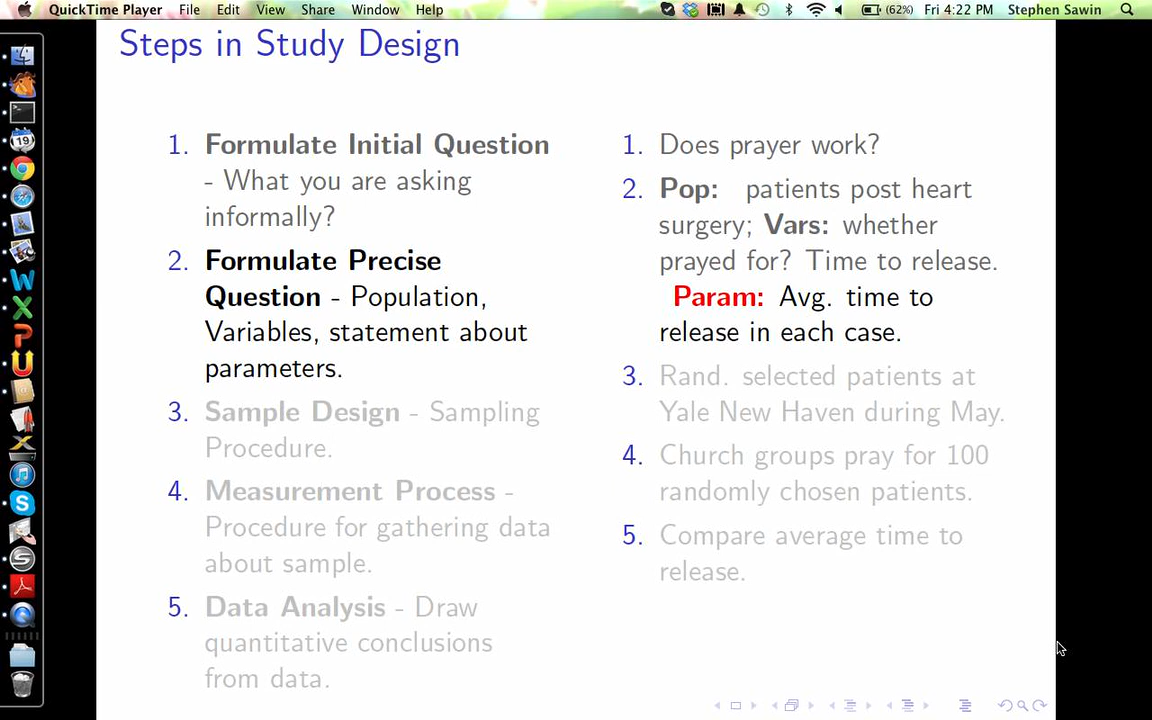 QuickTime Player File Edit View Share Window Help (62%) Fri 4:22 PM Stephen Sawin
Steps in Study Design
1. Formulate Initial Question
- What you are asking
informally?
2. Formulate Precise
Question - Population,
Variables, statement about
parameters.
3. Sample Design - Sampling
Procedure.
4. Measurement Process -
Procedure for gathering data
about sample.
5. Data Analysis - Draw
quantitative conclusions
from data.
1. Does prayer work?
2. Pop: patients post heart
surgery; Vars: whether
prayed for? Time to release.
Param: Avg. time to
release in each case.
3. Rand. selected patients at
Yale New Haven during May.
4. Church groups pray for 100
randomly chosen patients.
5. Compare average time to
release.
19